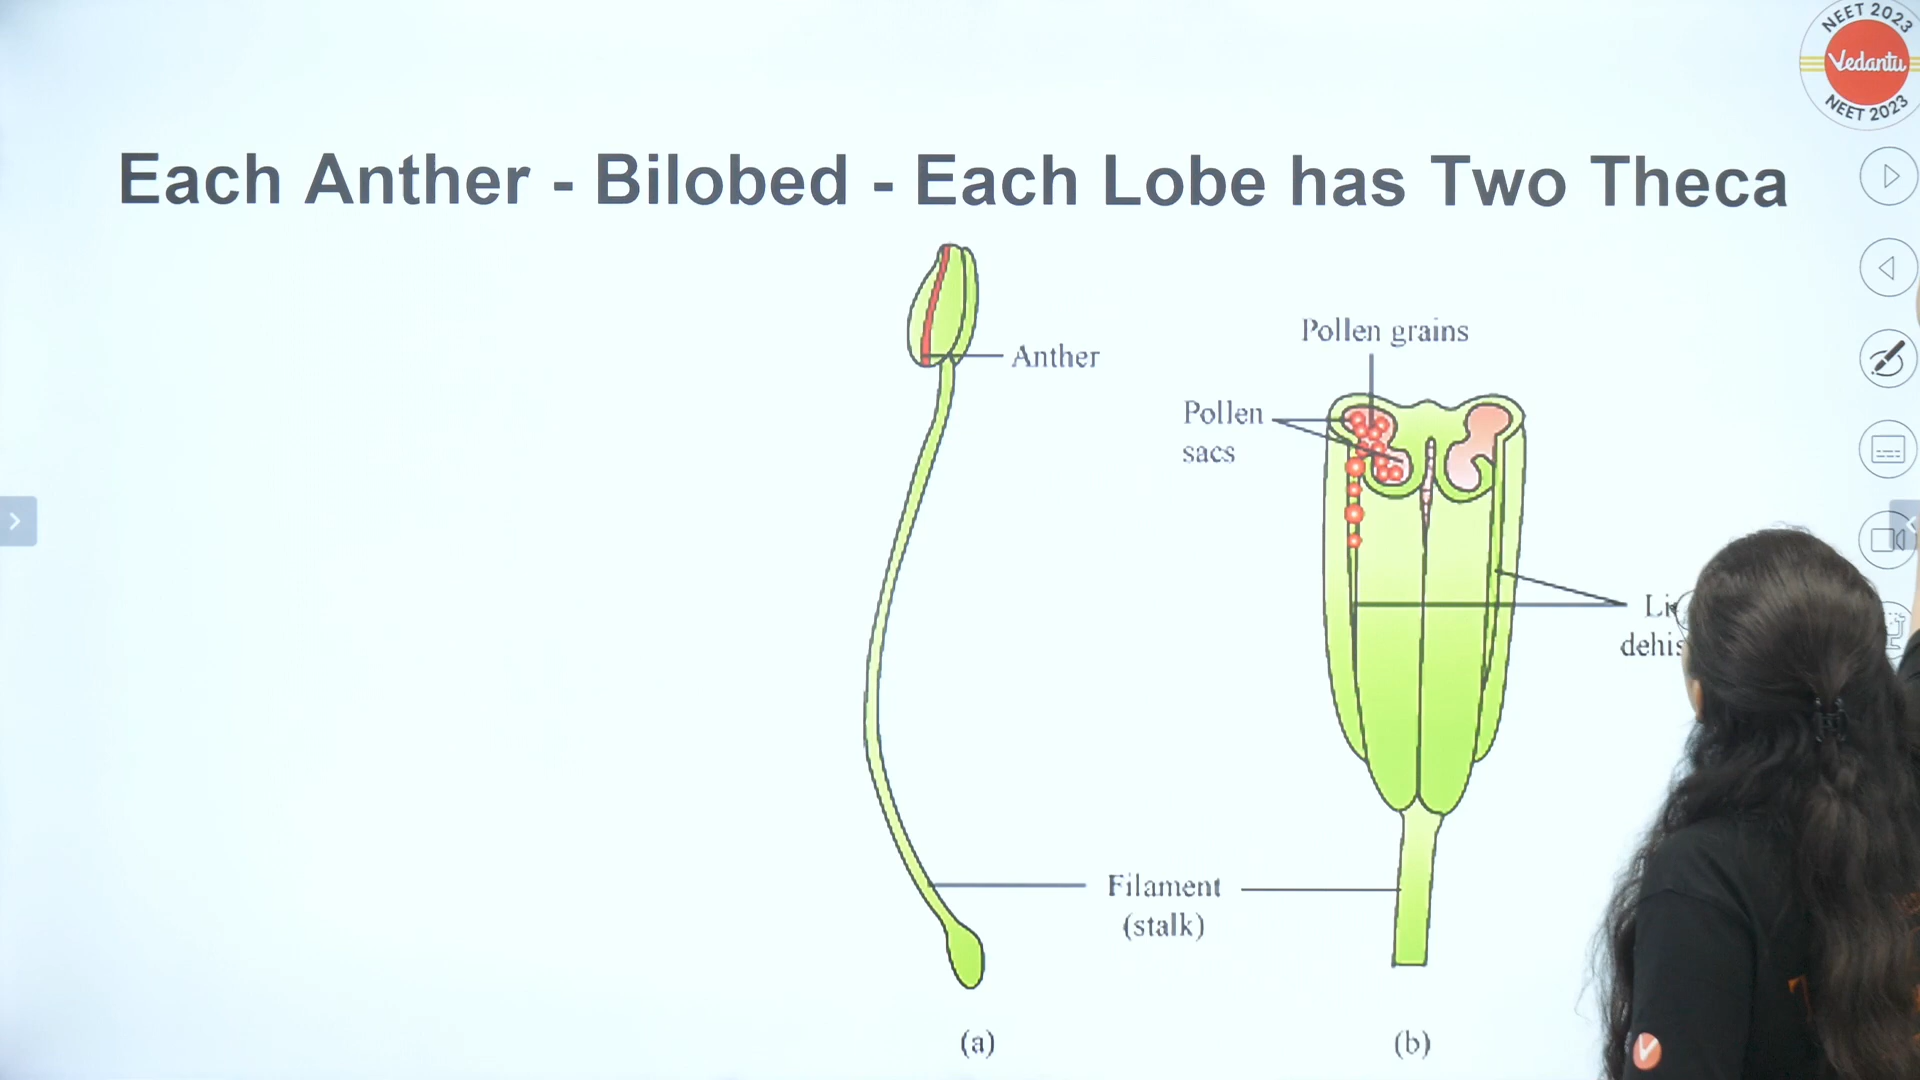 NEET 2023
Vedantu
NEET 2023
Each Anther - Bilobed - Each Lobe has Two Theca
Anther
Pollen grains
Pollen
sacs
Filament
(stalk)
(a)
(b)